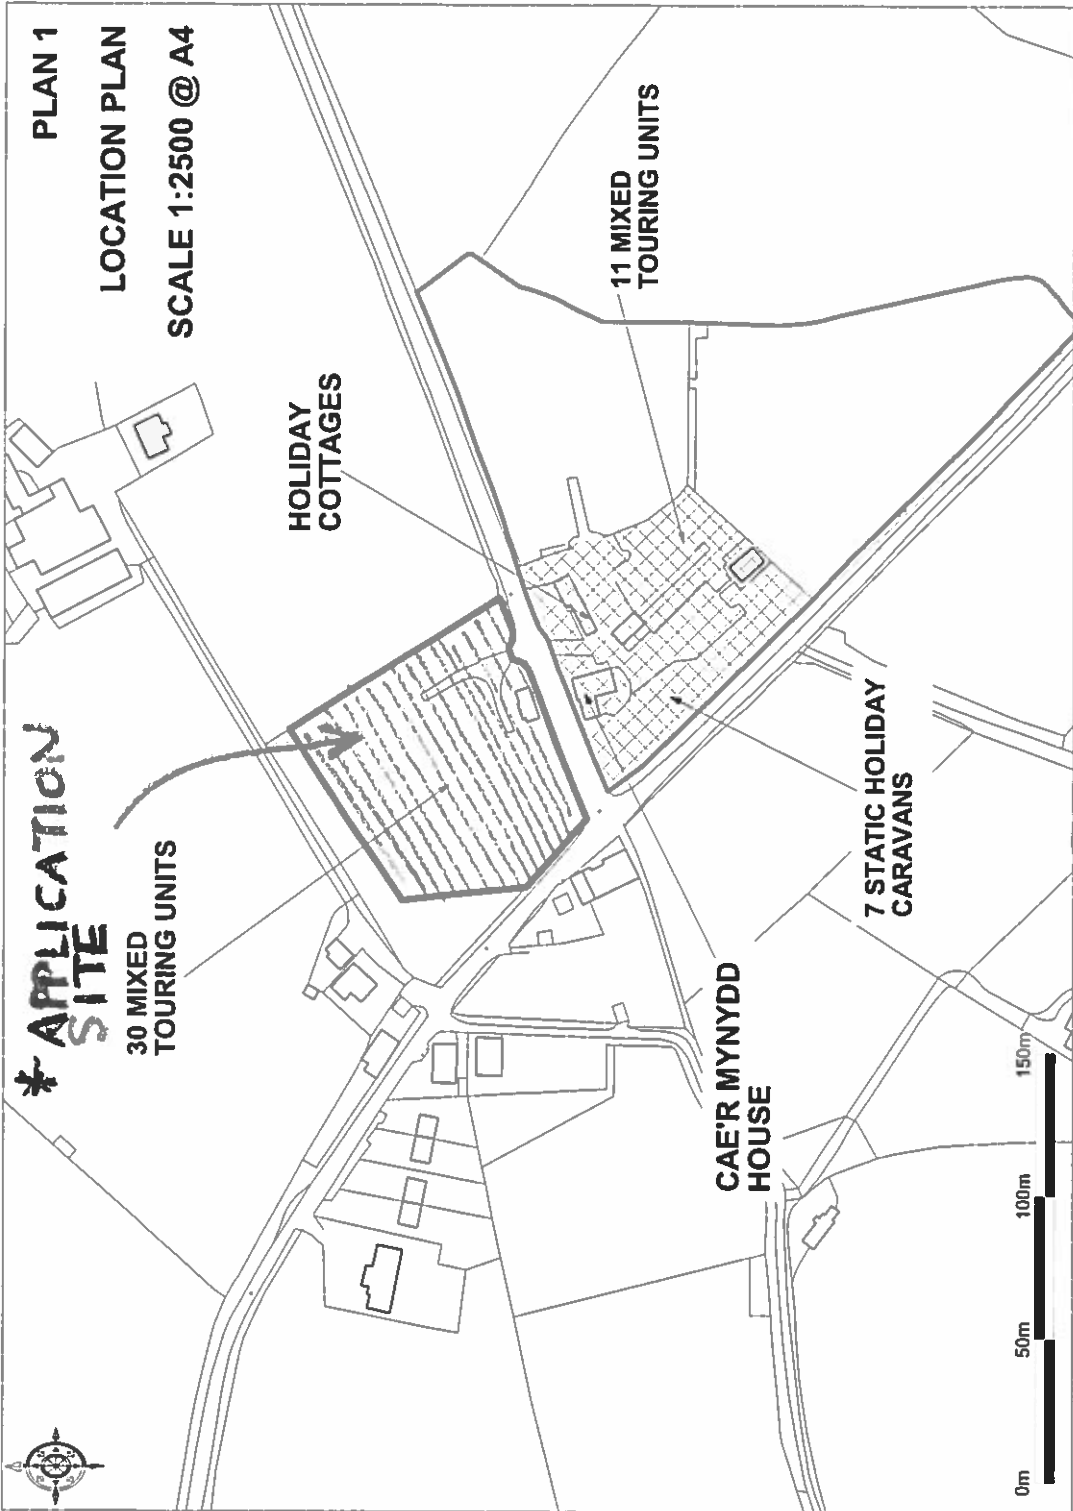 PLAN 1
LOCATION PLAN
SCALE 1:2500 @ A4
* APPLICATION
SITE
30 MIXED
TOURING UNITS
HOLIDAY
COTTAGES
11 MIXED
TOURING UNITS
7 STATIC HOLIDAY
CARAVANS
CAE'R MYNYDD
HOUSE
0m
50m
100m
150m